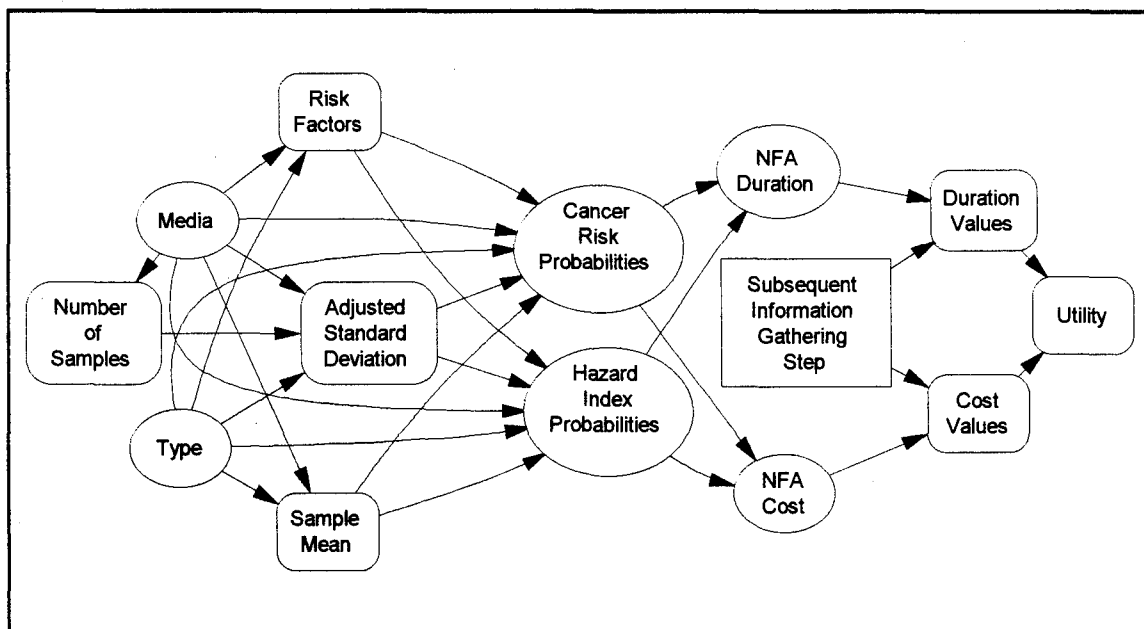 Risk
Factors
Media
Number
of
Samples
Adjusted
Standard
Deviation
Type
Sample
Mean
Cancer
Risk
Probabilities
Hazard
Index
Probabilities
NFA
Duration
Subsequent
Information
Gathering
Step
NFA
Cost
Duration
Values
Cost
Values
Utility